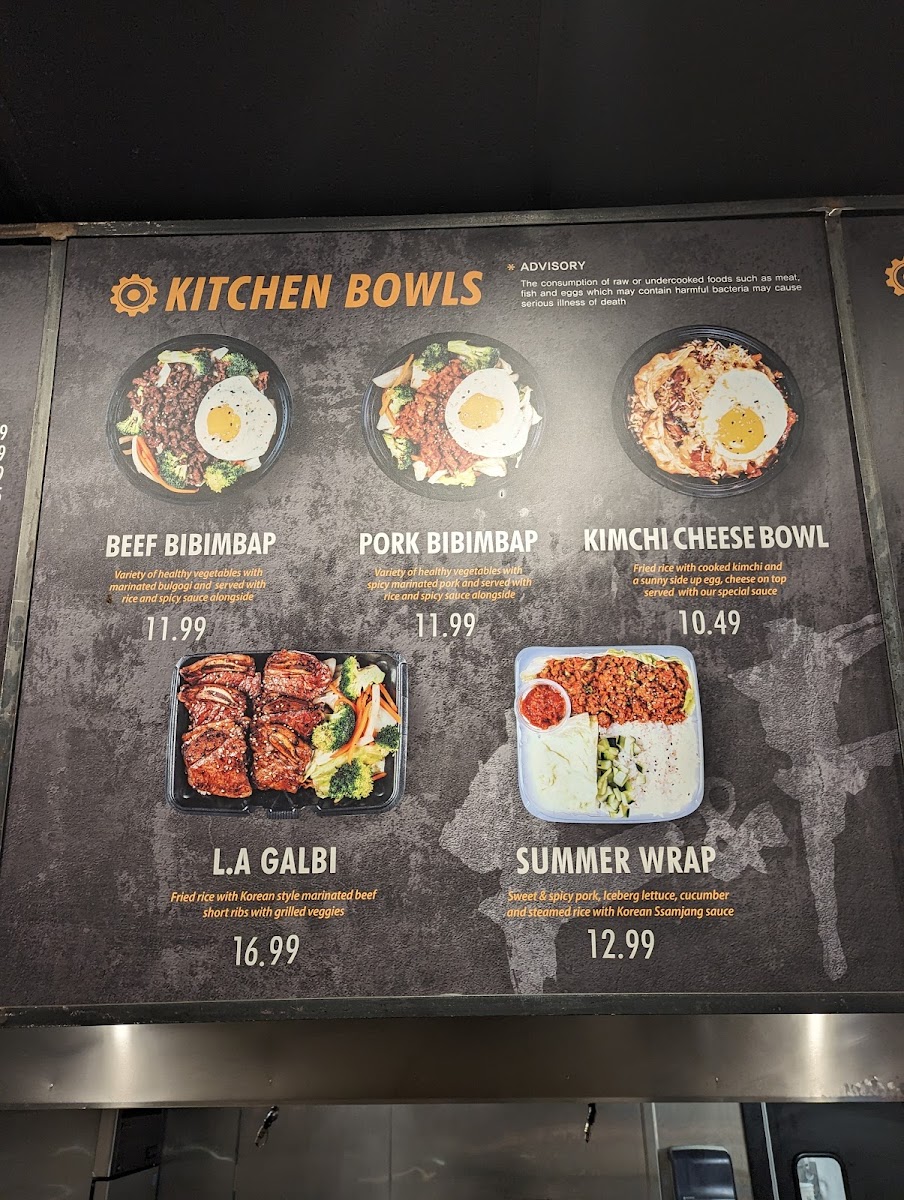 KITCHEN BOWLS
* ADVISORY
The consumption of raw or undercooked foods such as meat,
fish and eggs which may contain harmful bacteria may cause
serious illness of death
BEEF BIBIMBAP
Variety of healthy vegetables with
marinated bulgogi and served with
rice and spicy sauce alongside
11.99
PORK BIBIMBAP
Variety of healthy vegetables with
spicy marinated pork and served with
rice and spicy sauce alongside
11.99
KIMCHI CHEESE BOWL
Fried rice with cooked kimchi and
a sunny side up egg, cheese on top
served with our special sauce
10.49
L.A GALBI
Fried rice with Korean style marinated beef
short ribs with grilled veggies
16.99
SUMMER WRAP
Sweet & spicy pork, Iceberg lettuce, cucumber
and steamed rice with Korean Ssamjang sauce
12.99